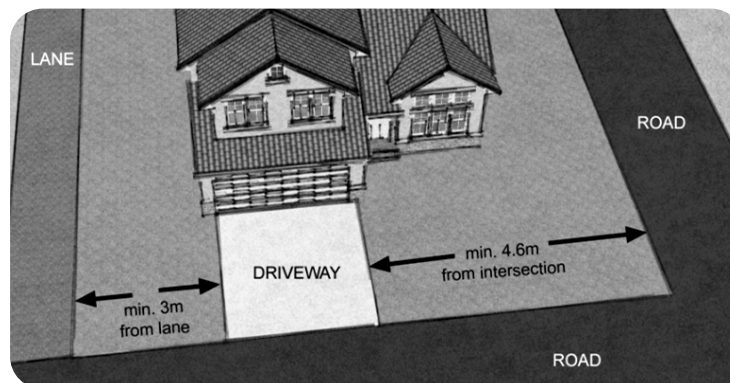 LANE
ROAD
DRIVEWAY
min. 4.6m
from intersection
min. 3m
from lane
ROAD